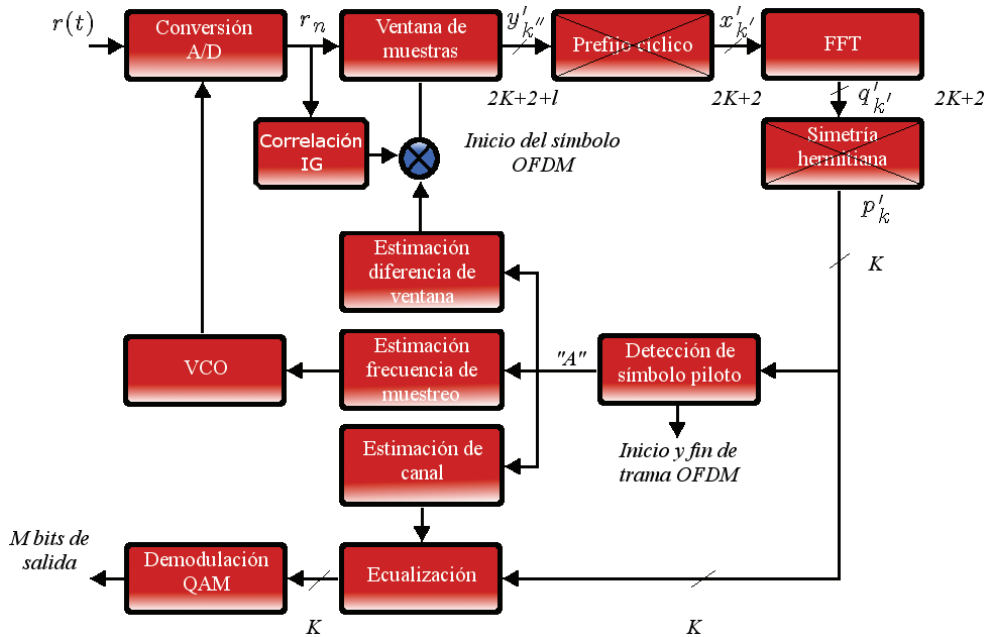 r(t)
Conversión
A/D
r_n
Ventana de
muestras
y'_{k''}
Prefijo cíclico
x'_{k'}
FFT
2K+2+l
2K+2
q'_{k'}
2K+2
Correlación
IG
Inicio del símbolo
OFDM
Simetría
hermitiana
p'_k
K
Estimación
diferencia de
ventana
VCO
Estimación
frecuencia de
muestreo
"A"
Detección de
símbolo piloto
Estimación de
canal
Inicio y fin de
trama OFDM
M bits de
salida
Demodulación
QAM
K
Ecualización
K